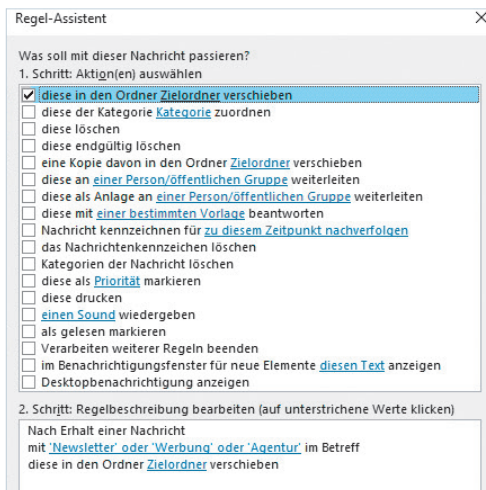 Regel-Assistent
Was soll mit dieser Nachricht passieren?
1. Schritt: Aktion(en) auswählen
diese in den Ordner Zielordner verschieben
diese der Kategorie Kategorie zuordnen
diese löschen
diese endgültig löschen
eine Kopie davon in den Ordner Zielordner verschieben
diese an einer Person/öffentlichen Gruppe weiterleiten
diese als Anlage an einer Person/öffentlichen Gruppe weiterleiten
diese mit einer bestimmten Vorlage beantworten
Nachricht kennzeichnen für zu diesem Zeitpunkt nachverfolgen
das Nachrichtenkennzeichen löschen
Kategorien der Nachricht löschen
diese als Priorität markieren
diese drucken
einen Sound wiedergeben
als gelesen markieren
Verarbeiten weiterer Regeln beenden
im Benachrichtigungsfenster für neue Elemente diesen Text anzeigen
Desktopbenachrichtigung anzeigen
2. Schritt: Regelbeschreibung bearbeiten (auf unterstrichene Werte klicken)
Nach Erhalt einer Nachricht
mit 'Newsletter' oder 'Werbung' oder 'Agentur' im Betreff
diese in den Ordner Zielordner verschieben